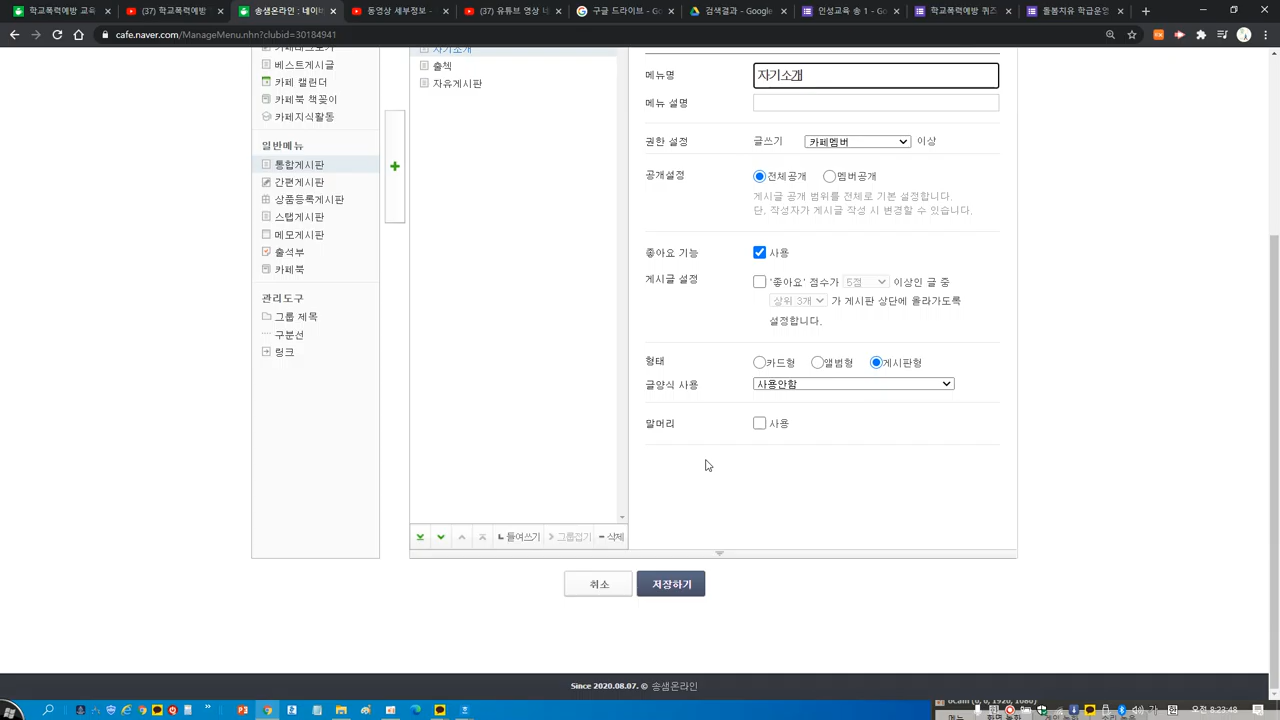 학교폭력예방 교육
(37) 학교폭력예방
송샘온라인 : 네이버
동영상 세부정보 -
(37) 유튜브 영상 너
구글 드라이브 - Go
검색결과 - Google
학교폭력예방 퀴즈
cafe.naver.com/ManageMenu.nhn?clubid=30184941
베스트게시글
카페 캘린더
카페북 책꽂이
카페지식활동
일반메뉴
통합게시판
간편게시판
상품등록게시판
스탭게시판
메모게시판
출석부
카페북
관리도구
그룹 제목
구분선
링크
자기소개
출첵
자유게시판
들여쓰기
그룹접기
삭제
메뉴명
자기소개
메뉴 설명
권한 설정 글쓰기 카페멤버 이상
공개설정 전체공개 멤버공개
게시글 공개 범위를 전체로 기본 설정합니다.
단, 작성자가 게시글 작성 시 변경할 수 있습니다.
좋아요 기능 사용
게시글 설정 '좋아요' 점수가 5점 이상인 글 중
상위 3개 가 게시판 상단에 올라가도록
설정합니다.
형태 카드형 앨범형 게시판형
글양식 사용 사용안함
말머리 사용
취소 저장하기
Since 2020.08.07. © 송샘온라인
오후 8:23:48